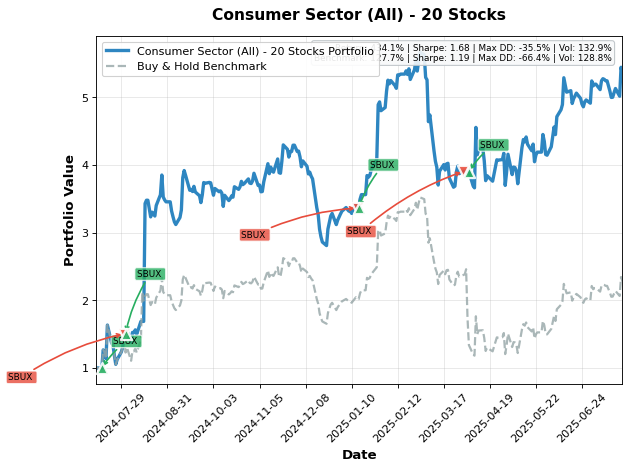 Consumer Sector (All) - 20 Stocks
Consumer Sector (All) - 20 Stocks Portfolio
Buy & Hold Benchmark
| Sharpe: 1.68 | Max DD: -35.5% | Vol: 132.9%
| Sharpe: 1.19 | Max DD: -66.4% | Vol: 128.8%
Portfolio Value
5
4
3
2
1
SBUX
SBUX
SBUX
SBUX
SBUX
SBUX
SBUX
2024-07-29
2024-08-31
2024-10-03
2024-11-05
2024-12-08
2025-01-10
2025-02-12
2025-03-17
2025-04-19
2025-05-22
2025-06-24
Date